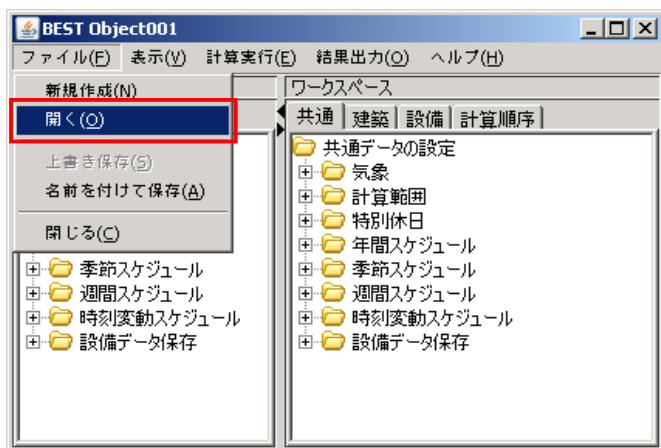 BEST Object001
ファイル(F) 表示(V) 計算実行(E) 結果出力(O) ヘルプ(H)
新規作成(N)
開く(O)
上書き保存(S)
名前を付けて保存(A)
閉じる(C)
季節スケジュール
週間スケジュール
時刻変動スケジュール
設備データ保存
ワークスペース
共通 建築 設備 計算順序
共通データの設定
気象
計算範囲
特別休日
年間スケジュール
季節スケジュール
週間スケジュール
時刻変動スケジュール
設備データ保存